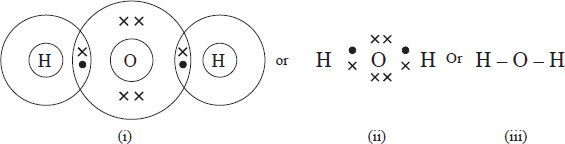 H O H or H O H Or H – O – H
(i) (ii) (iii)